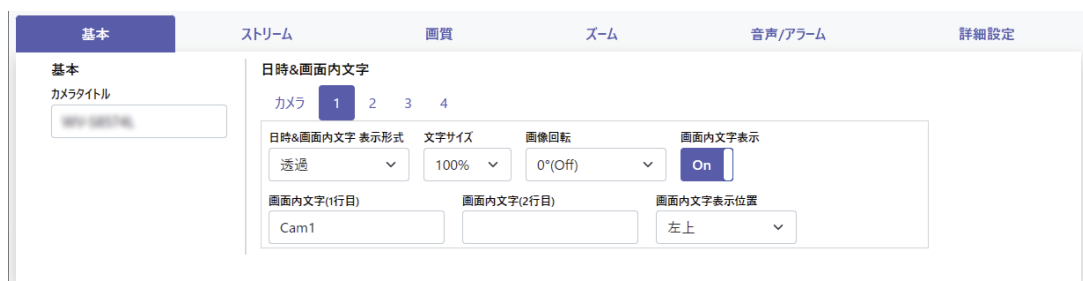 基本 ストリーム 画質 ズーム 音声/アラーム 詳細設定
基本
カメラタイトル
日時&画面内文字
カメラ 1 2 3 4
日時&画面内文字 表示形式 文字サイズ 画像回転 画面内文字表示
透過 100% 0°(Off) On
画面内文字(1行目) 画面内文字(2行目) 画面内文字表示位置
Cam1 左上